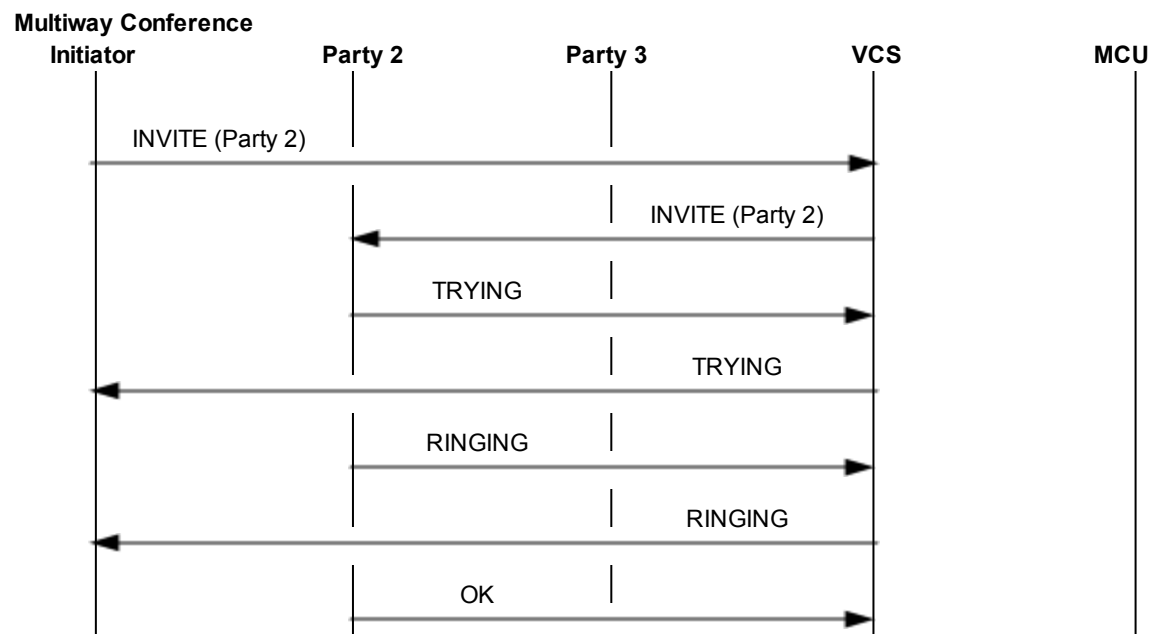 Multiway Conference
Initiator Party 2 Party 3 VCS MCU
INVITE (Party 2)
INVITE (Party 2)
TRYING
TRYING
RINGING
RINGING
OK